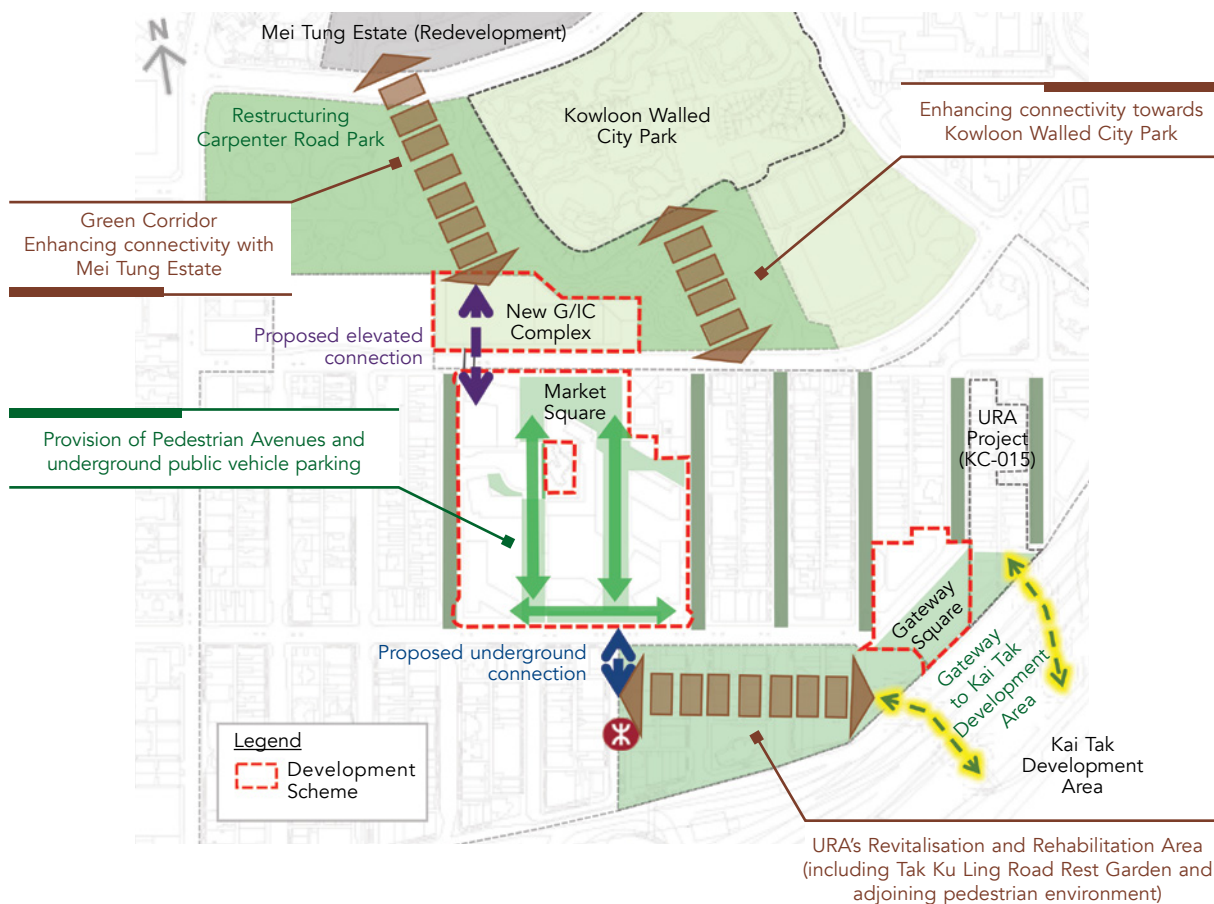 N
Mei Tung Estate (Redevelopment)
Restructuring
Carpenter Road Park
Kowloon Walled
City Park
Enhancing connectivity towards
Kowloon Walled City Park
Green Corridor
Enhancing connectivity with
Mei Tung Estate
New G/IC
Complex
Proposed elevated
connection
Market
Square
URA
Project
(KC-015)
Provision of Pedestrian Avenues and
underground public vehicle parking
Gateway
Square
Proposed underground
connection
Gateway
to Kai Tak
Development
Area
Legend
Development
Scheme
Kai Tak
Development
Area
URA's Revitalisation and Rehabilitation Area
(including Tak Ku Ling Road Rest Garden and
adjoining pedestrian environment)